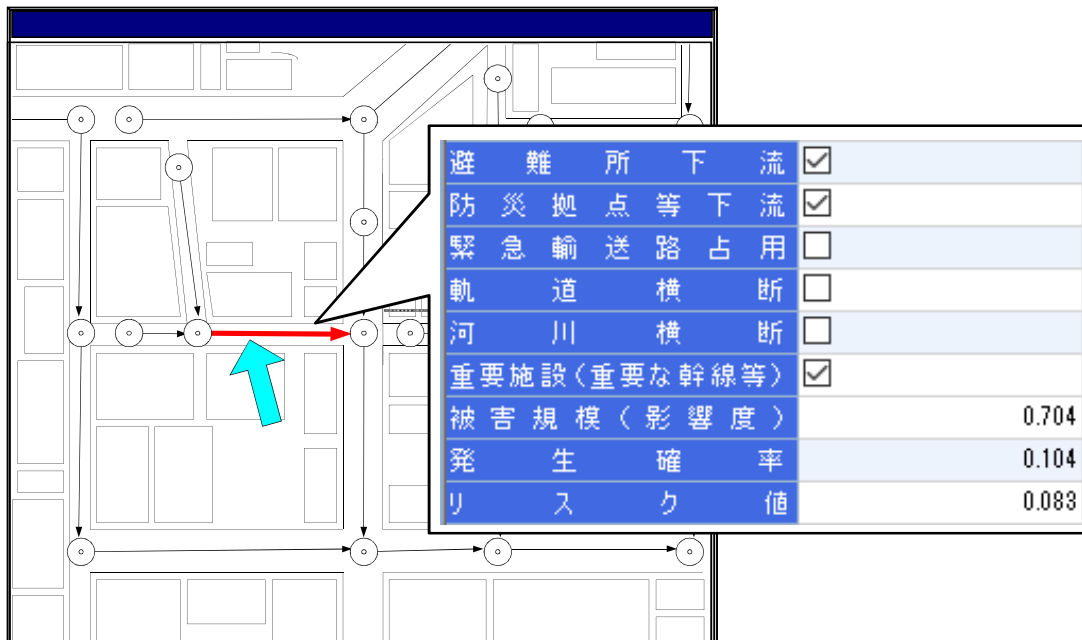 避難所下流
防災拠点等下流
緊急輸送路占用
軌道横断
河川横断
重要施設(重要な幹線等)
被害規模(影響度) 0.704
発生確率 0.104
リスク値 0.083